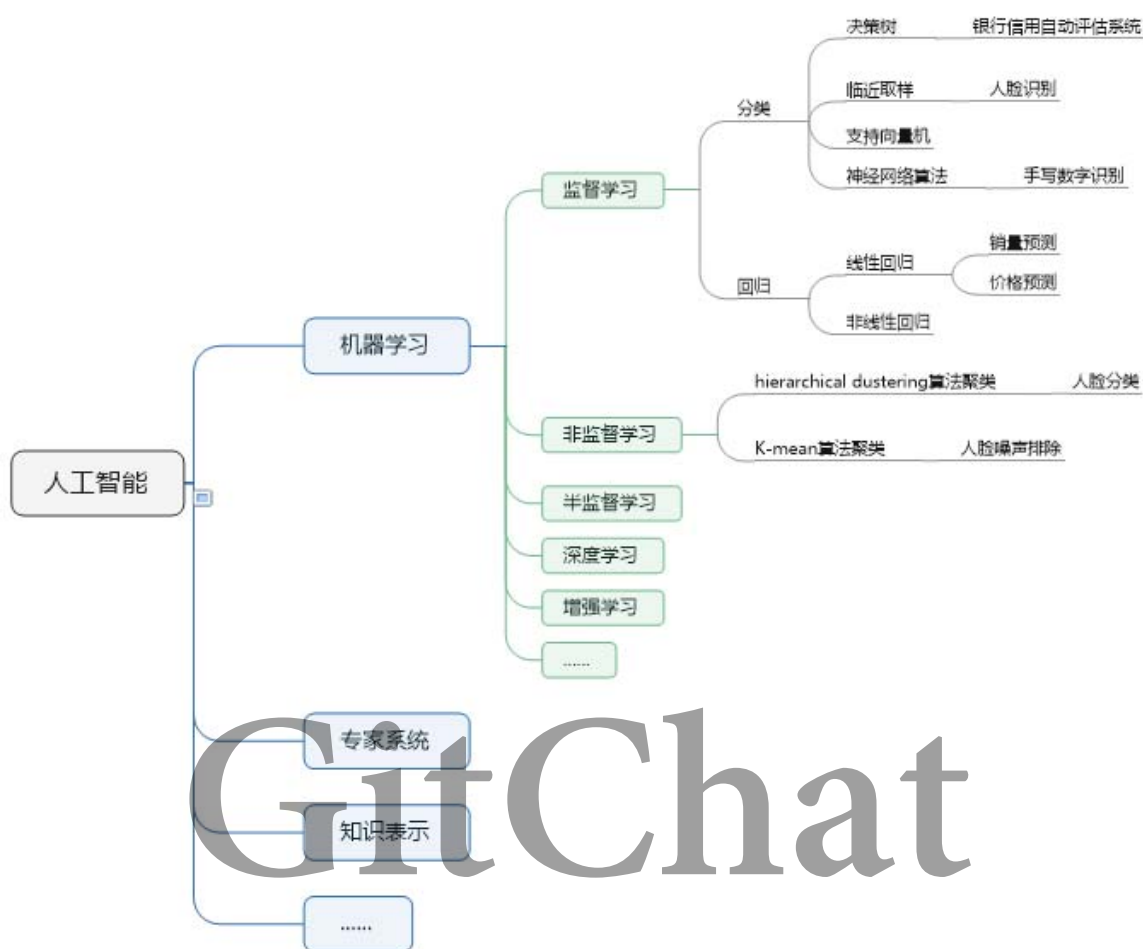 决策树 银行信用自动评估系统
临近取样 人脸识别
分类
支持向量机
神经网络算法 手写数字识别
监督学习
销量预测
线性回归
价格预测
回归
非线性回归
机器学习
hierarchical dustering算法聚类 人脸分类
非监督学习
K-mean算法聚类 人脸噪声排除
人工智能
半监督学习
深度学习
增强学习
......
专家系统
GitChat
知识表示
......